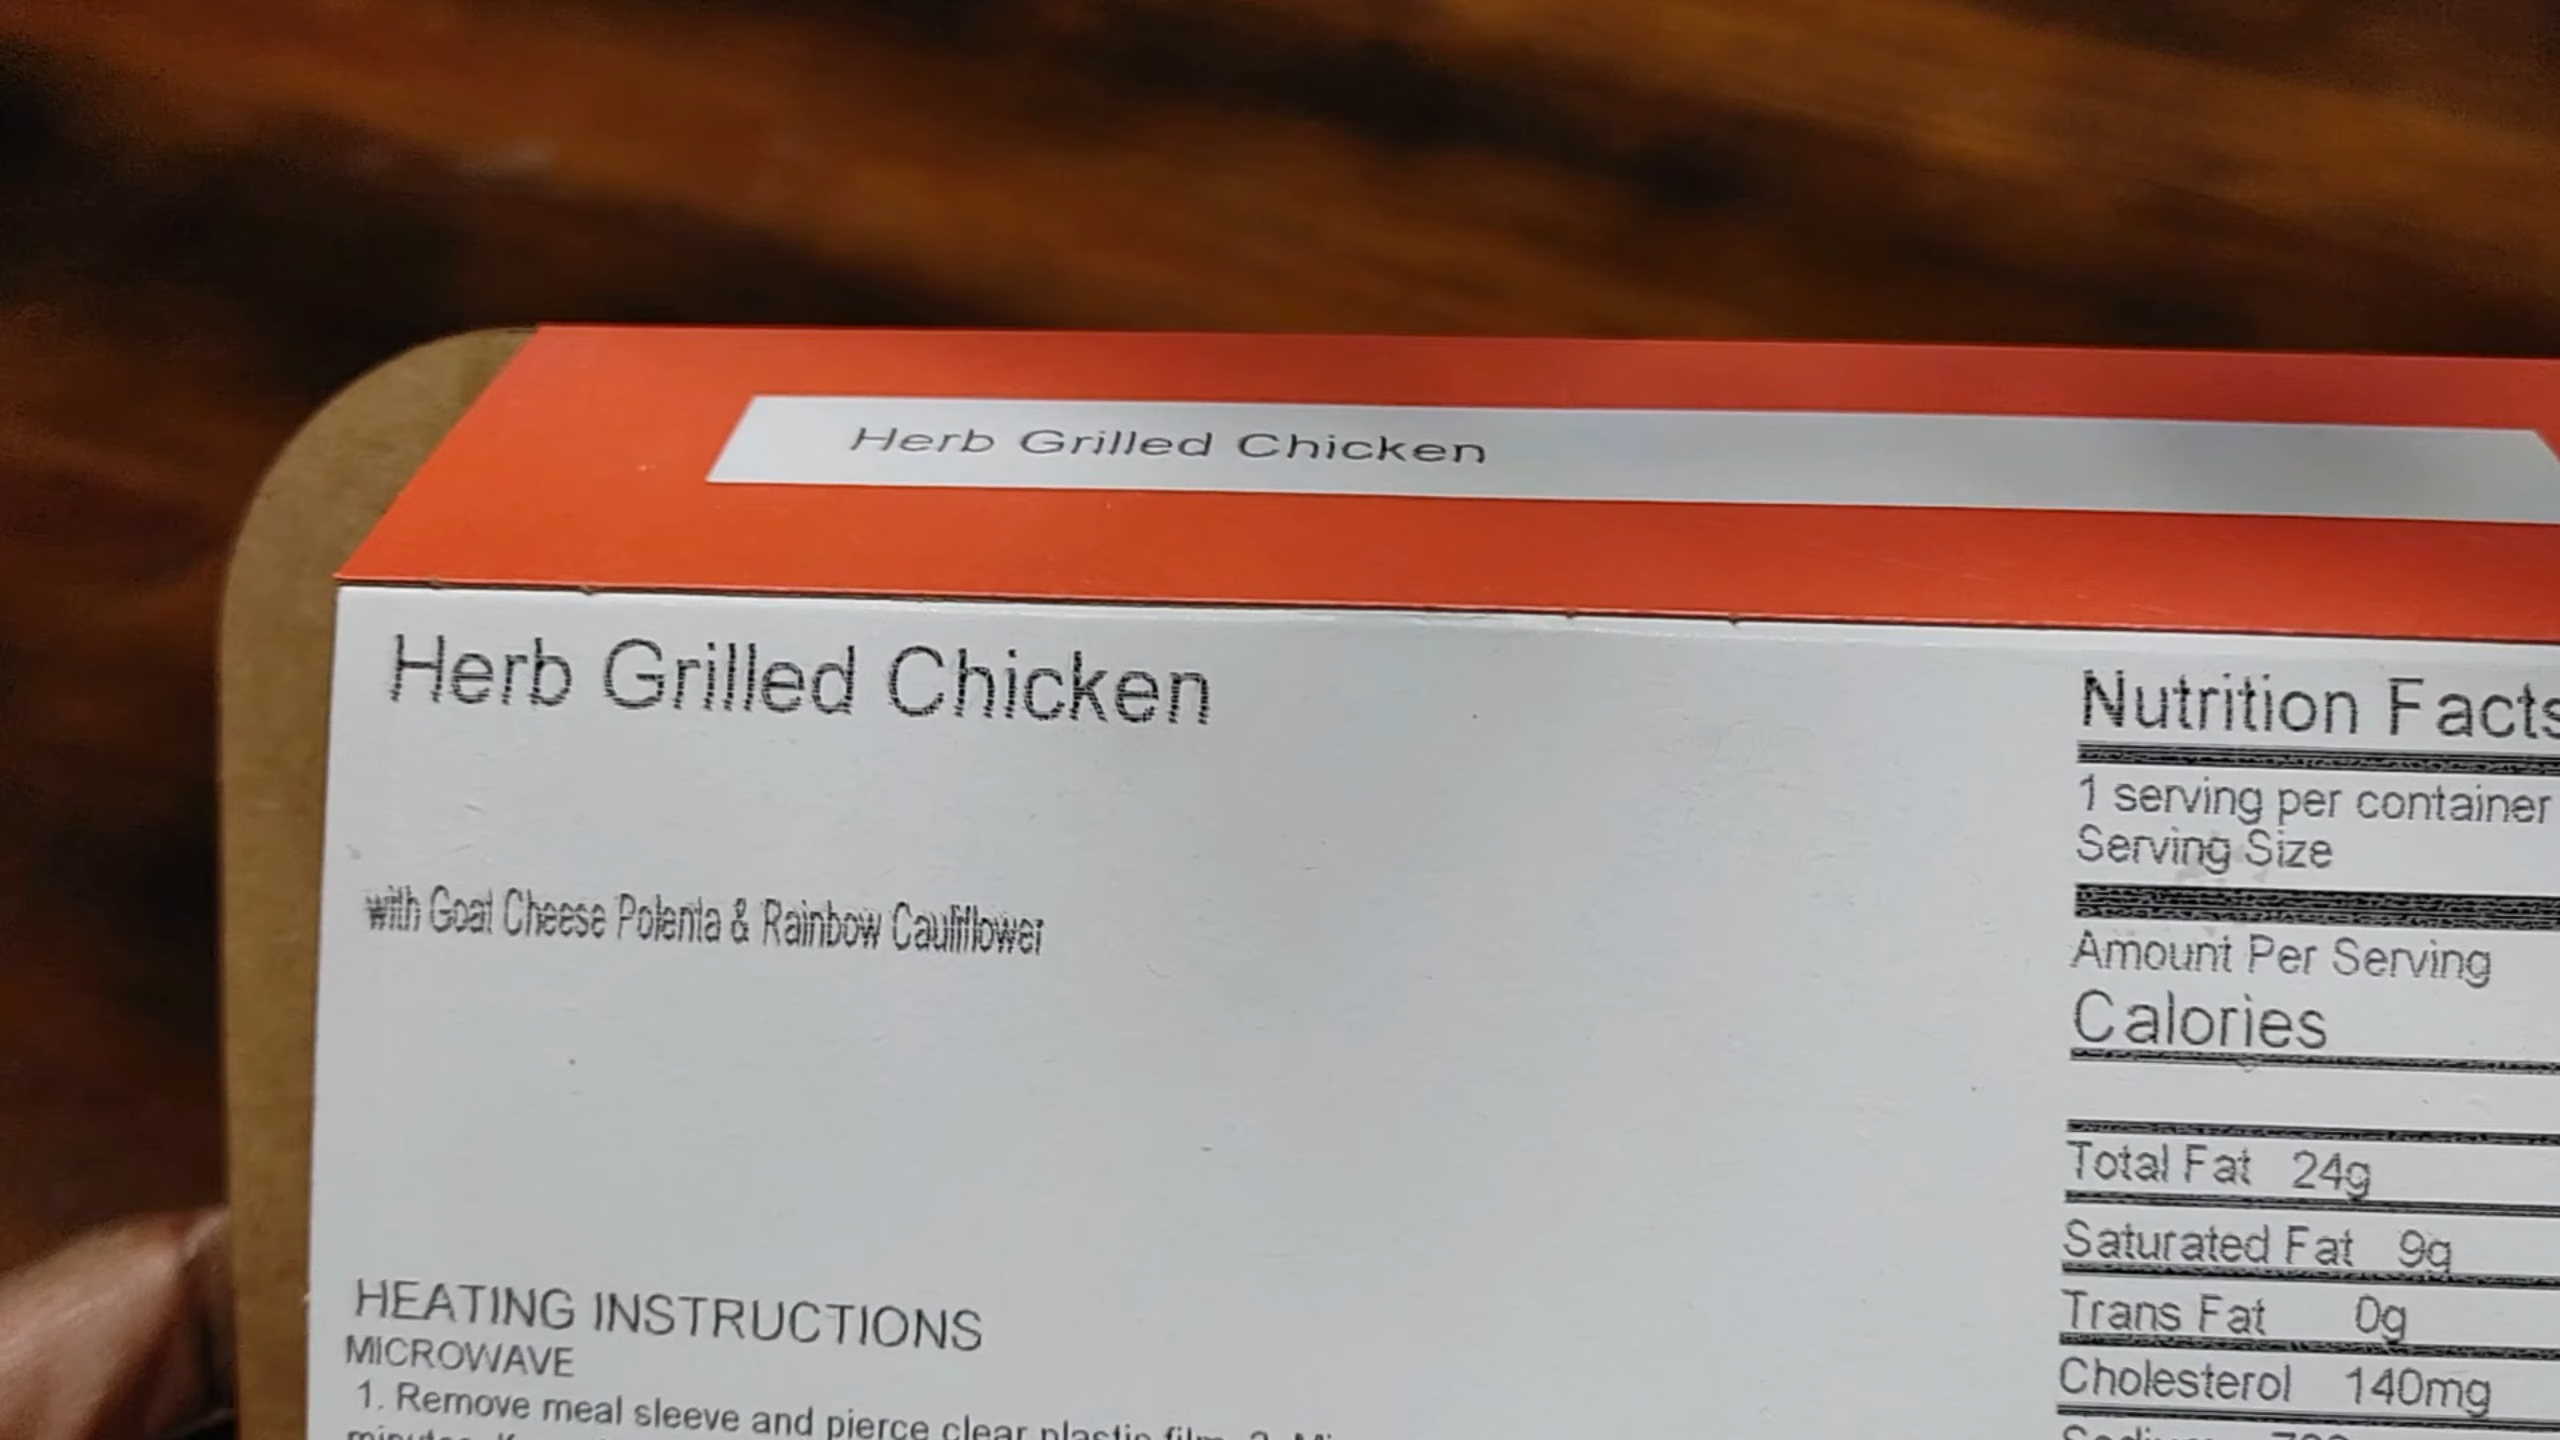 Herb Grilled Chicken
Herb Grilled Chicken
with Goat Cheese Polenta & Rainbow Cauliflower
HEATING INSTRUCTIONS
MICROWAVE
1. Remove meal sleeve and pierce clear plastic film. 2.
Nutrition Facts
1 serving per container
Serving Size
Amount Per Serving
Calories
Total Fat 24g
Saturated Fat 9g
Trans Fat 0g
Cholesterol 140mg